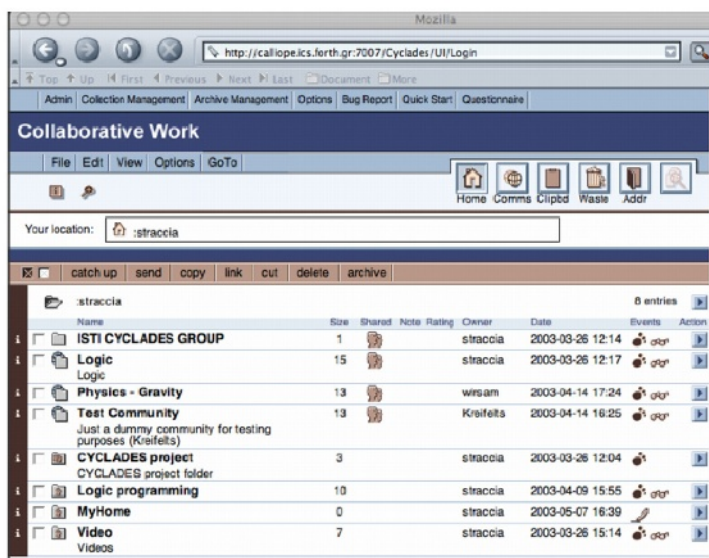 Mozilla
http://calliope.ics.forth.gr:7007/Cyclades/UI/Login
Top Up First Previous Next Last Document More
Admin Collection Management Archive Management Options Bug Report Quick Start Questionnaire
Collaborative Work
File Edit View Options GoTo
Home Comms Clipbd Waste Addr
Your location: :straccia
catch up send copy link cut delete archive
:straccia 8 entries
Name Size Shared Note Rating Owner Date Events Action
i ISTI CYCLADES GROUP 1 straccia 2003-03-26 12:14
i Logic 15 straccia 2003-03-26 12:17
Logic
i Physics - Gravity 13 wirsam 2003-04-14 17:24
i Test Community 13 Kreifelts 2003-04-14 16:25
Just a dummy community for testing
purposes (Kreifelts)
i CYCLADES project 3 straccia 2003-03-26 12:04
CYCLADES project folder
i Logic programming 10 straccia 2003-04-09 15:55
i MyHome 0 straccia 2003-05-07 16:39
i Video 7 straccia 2003-03-26 15:14
Videos